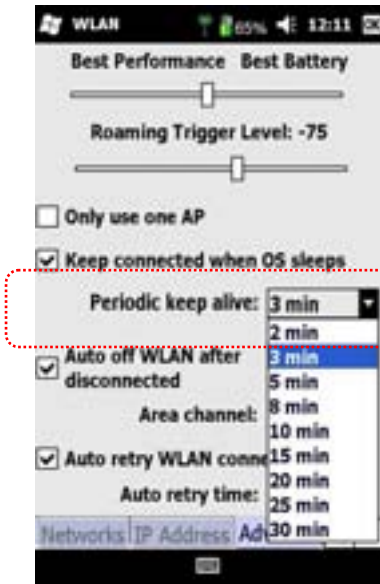 WLAN 65% 12:11 OK
Best Performance Best Battery
Roaming Trigger Level: -75
Only use one AP
Keep connected when OS sleeps
Periodic keep alive: 3 min
2 min
3 min
Auto off WLAN after
disconnected
5 min
8 min
Area channel:
10 min
Auto retry WLAN conne
15 min
20 min
Auto retry time:
25 min
30 min
Networks IP Address Adv